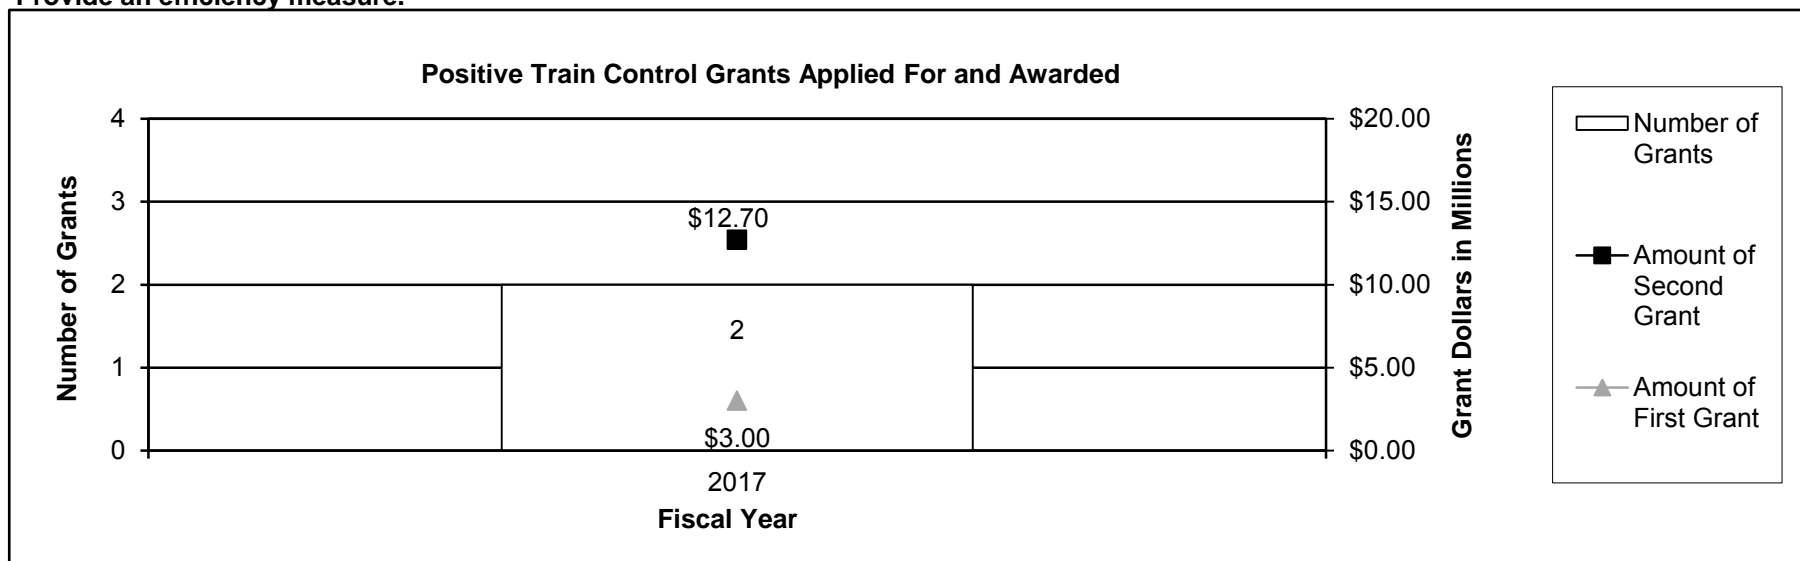 Provide an efficiency measure.
Positive Train Control Grants Applied For and Awarded
Number of Grants
4
3
2
1
0
$12.70
2
$3.00
2017
Fiscal Year
$20.00
$15.00
$10.00
$5.00
$0.00
Grant Dollars in Millions
Number of
Grants
Amount of
Second
Grant
Amount of
First Grant